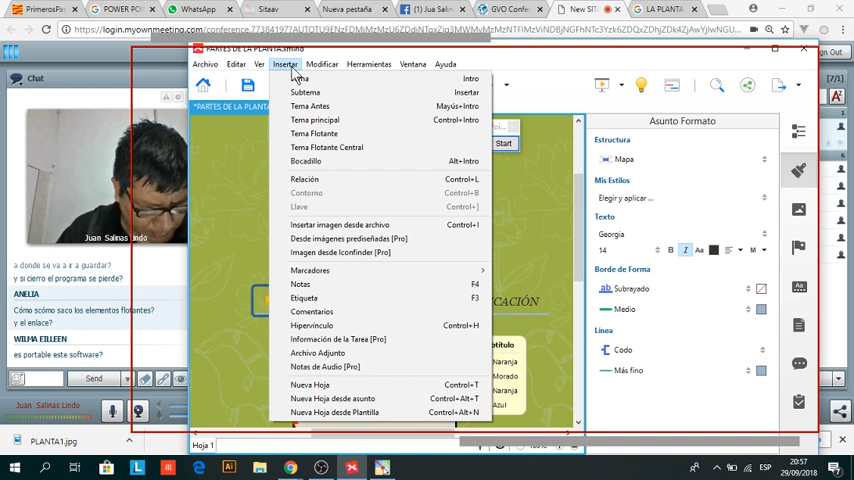 PrimerosPas
POWER POI
WhatsApp
Sitaav
Nueva pestaña
(1) Jua Salin
GVO Confer
New SIT
LA PLANTA
https://login.myownmeeting.com/conference,773841977
PARTES DE LA PLANTA.xmind
gn Out
Archivo Editar Ver Insertar Modificar Herramientas Ventana Ayuda
Chat
[7/1]
Juan Salinas Lindo
a donde se va a ir a guardar?
y si cierro el programa se pierde?
ANELIA
Cómo scómo saco los elementos flotantes?
y el enlace?
WILMA EILLEEN
es portable este software?
Send
Juan Salinas Lindo
*PARTES DE LA PLANTA
Intro
Subtema Insertar
Tema Antes Mayús+Intro
Tema principal Control+Intro
Tema Flotante
Tema Flotante Central
Bocadillo Alt+Intro
Relación Control+L
Contorno Control+B
Llave Control+]
Insertar imagen desde archivo Control+I
Desde imágenes prediseñadas [Pro]
Imagen desde Iconfinder [Pro]
Marcadores
Notas F4
Etiqueta F3
Comentarios
Hipervínculo Control+H
Información de la Tarea [Pro]
Archivo Adjunto
Notas de Audio [Pro]
Nueva Hoja Control+T
Nueva Hoja desde asunto Control+Alt+T
Nueva Hoja desde Plantilla Control+Alt+N
Start
Naranja
Morado
Naranja
Azul
Hoja 1
Asunto Formato
Estructura
Mapa
Mis Estilos
Elegir y aplicar ...
Texto
Georgia
14 B I Aa M
Borde de Forma
Subrayado
Medio
Línea
Codo
Más fino
PLANTA1.jpg
ESP
20:57
29/09/2018